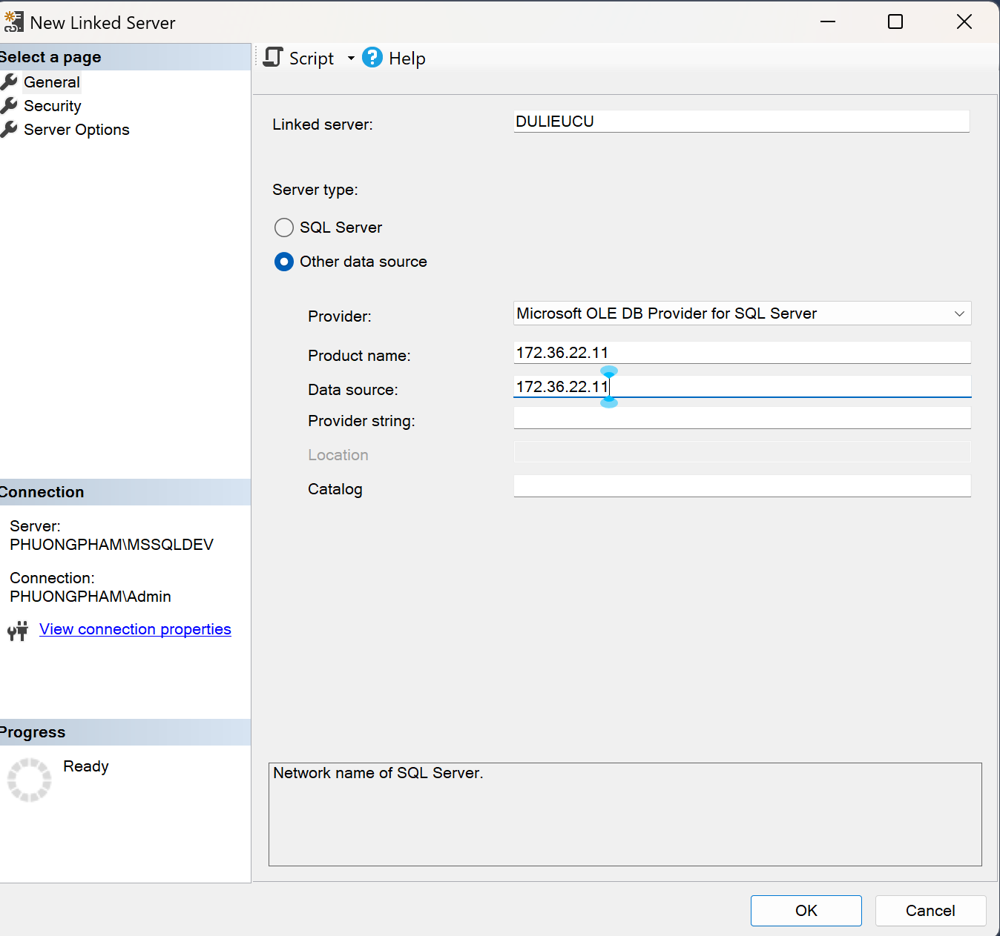 New Linked Server
Select a page
General
Security
Server Options
Script
Help
Linked server:
DULIEUCU
Server type:
SQL Server
Other data source
Provider:
Microsoft OLE DB Provider for SQL Server
Product name:
172.36.22.11
Data source:
172.36.22.11
Provider string:
Location
Catalog
Connection
Server:
PHUONGPHAM\MSSQLDEV
Connection:
PHUONGPHAM\Admin
View connection properties
Progress
Ready
Network name of SQL Server.
OK
Cancel